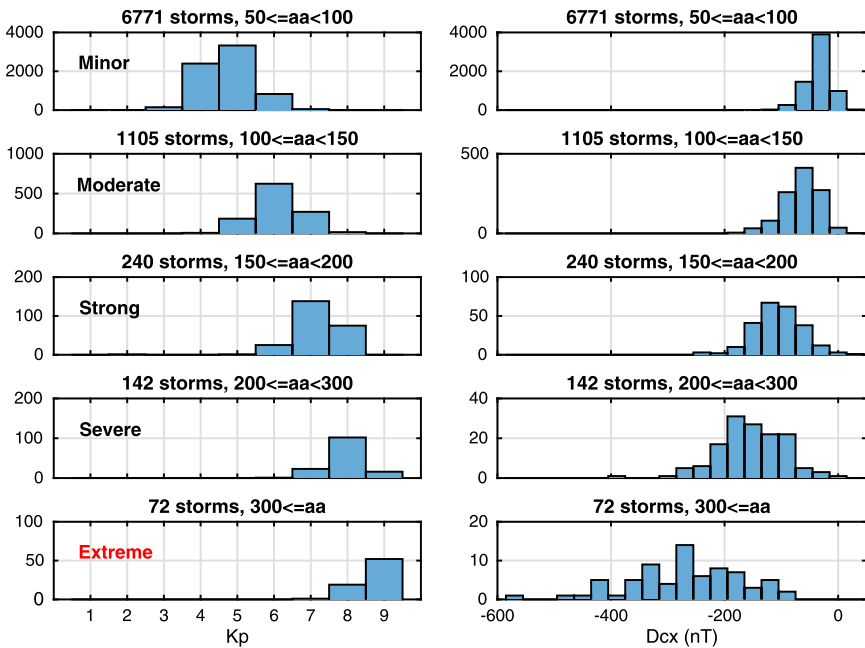 6771 storms, 50<=aa<100
4000
2000
0
Minor
6771 storms, 50<=aa<100
4000
2000
0
1105 storms, 100<=aa<150
1000
500
0
Moderate
1105 storms, 100<=aa<150
500
0
240 storms, 150<=aa<200
200
100
0
Strong
240 storms, 150<=aa<200
100
50
0
142 storms, 200<=aa<300
200
100
0
Severe
142 storms, 200<=aa<300
40
20
0
72 storms, 300<=aa
100
50
0
Extreme
1 2 3 4 5 6 7 8 9
Kp
72 storms, 300<=aa
20
10
0
-600 -400 -200 0
Dcx (nT)